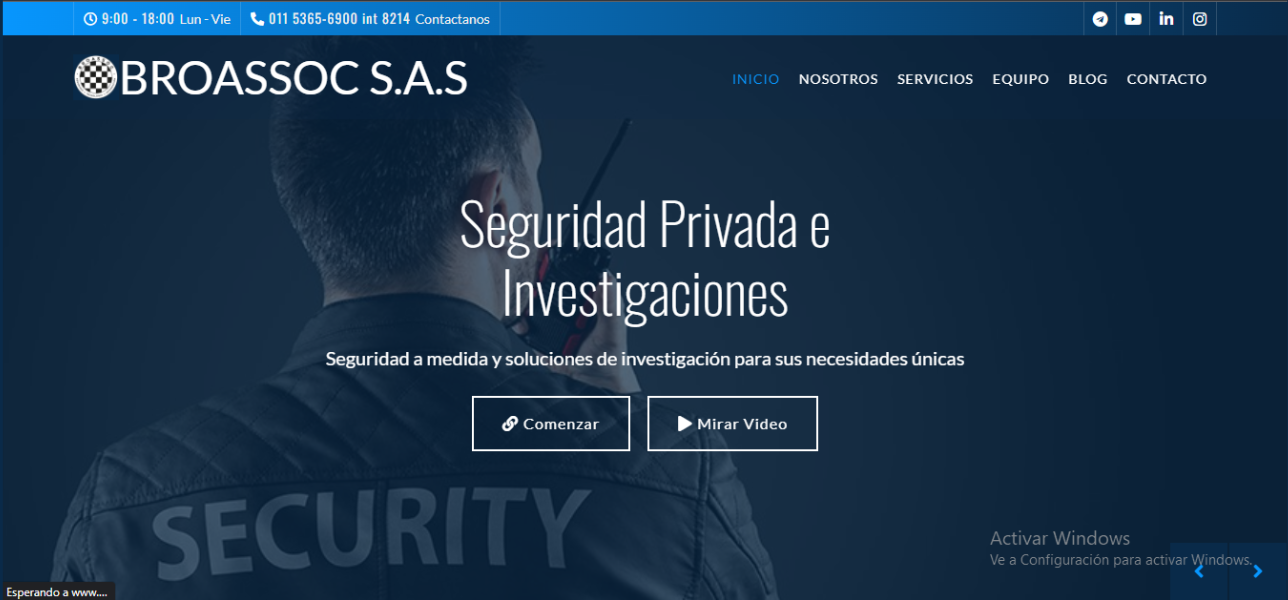 9:00 - 18:00 Lun - Vie
011 5365-6900 int 8214 Contactanos
BROASSOC S.A.S
INICIO NOSOTROS SERVICIOS EQUIPO BLOG CONTACTO
Seguridad Privada e
Investigaciones
Seguridad a medida y soluciones de investigación para sus necesidades únicas
Comenzar
Mirar Video
SECURITY
Activar Windows
Ve a Configuración para activar Windows.
Esperando a www....